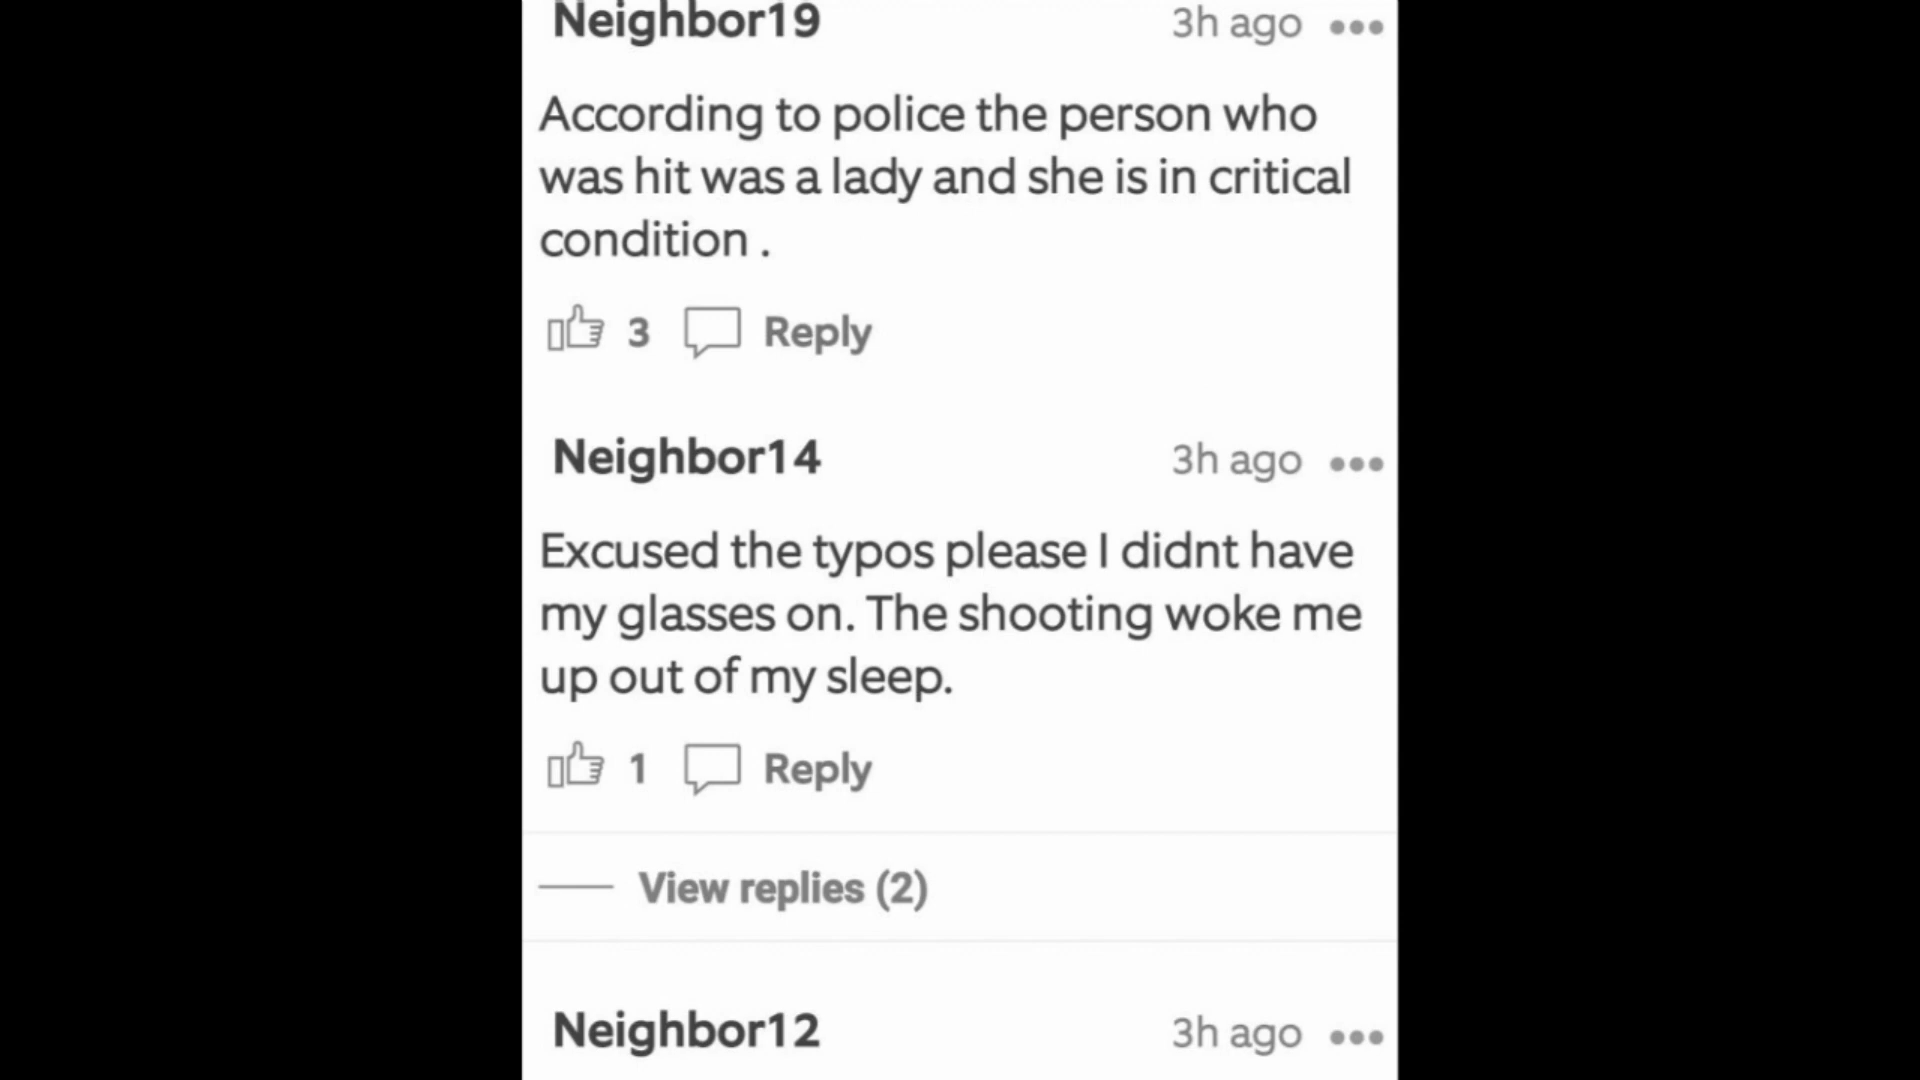 Neighbor19 3h ago
According to police the person who
was hit was a lady and she is in critical
condition .
3 Reply
Neighbor14 3h ago
Excused the typos please I didnt have
my glasses on. The shooting woke me
up out of my sleep.
1 Reply
View replies (2)
Neighbor12 3h ago